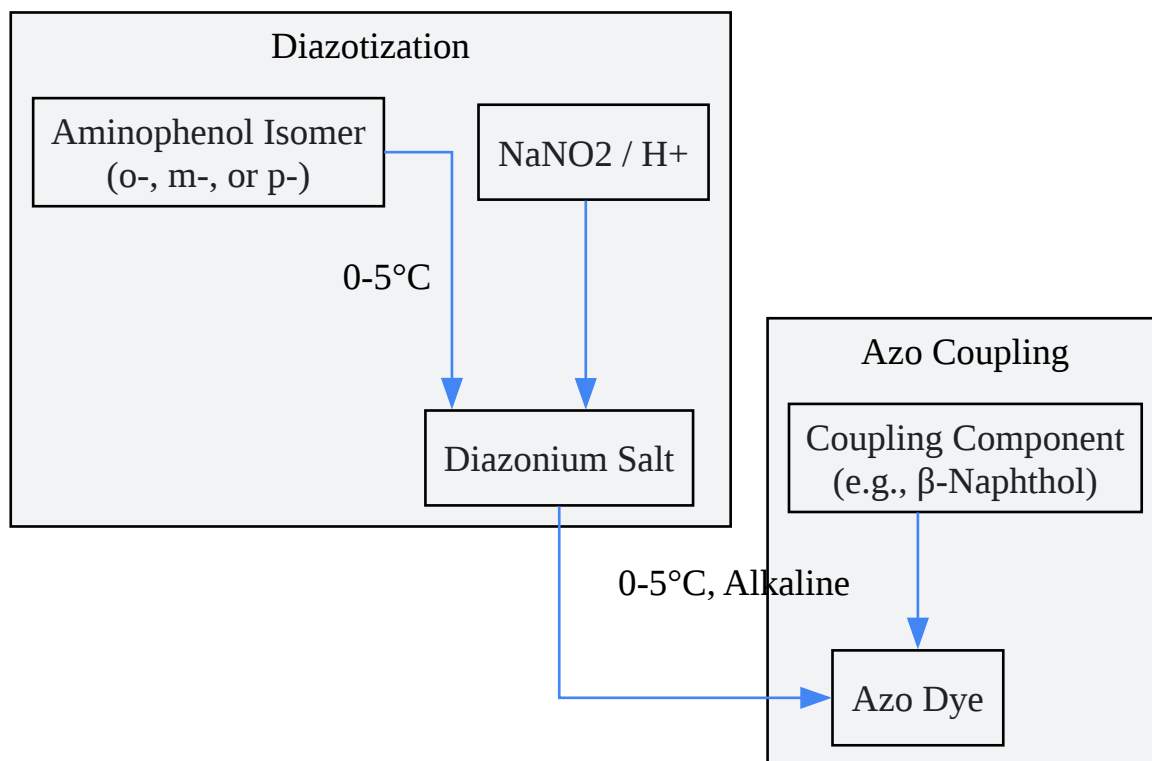 Diazotization
Aminophenol Isomer
(o-, m-, or p-)
NaNO2 / H+
0-5°C
Diazonium Salt
Azo Coupling
Coupling Component
(e.g., β-Naphthol)
0-5°C, Alkaline
Azo Dye